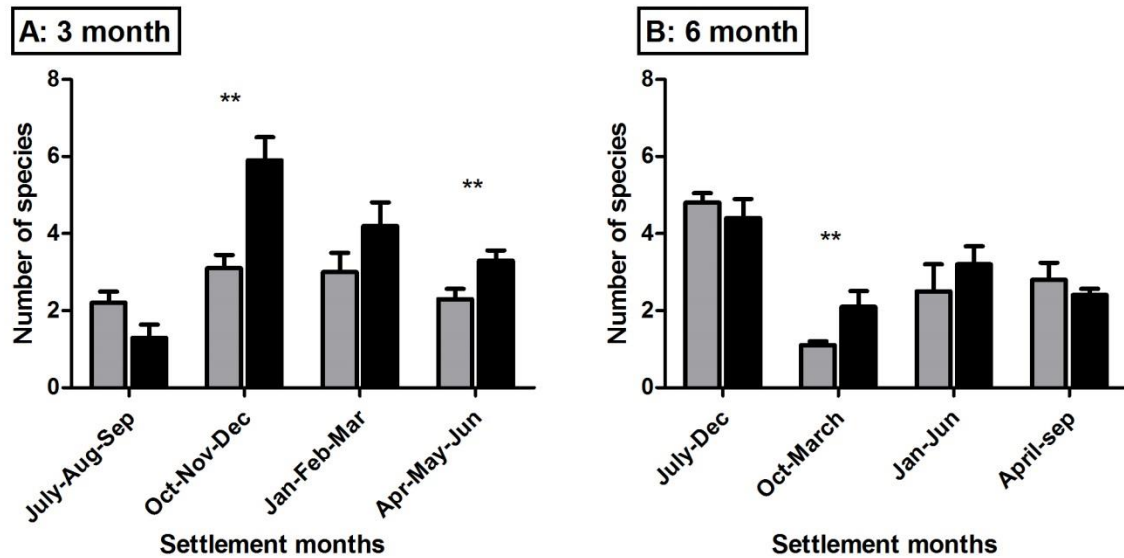 A: 3 month
Number of species
8
6
4
2
0
**
**
July-Aug-Sep
Oct-Nov-Dec
Jan-Feb-Mar
Apr-May-Jun
Settlement months
B: 6 month
Number of species
8
6
4
2
0
**
July-Dec
Oct-March
Jan-Jun
April-sep
Settlement months